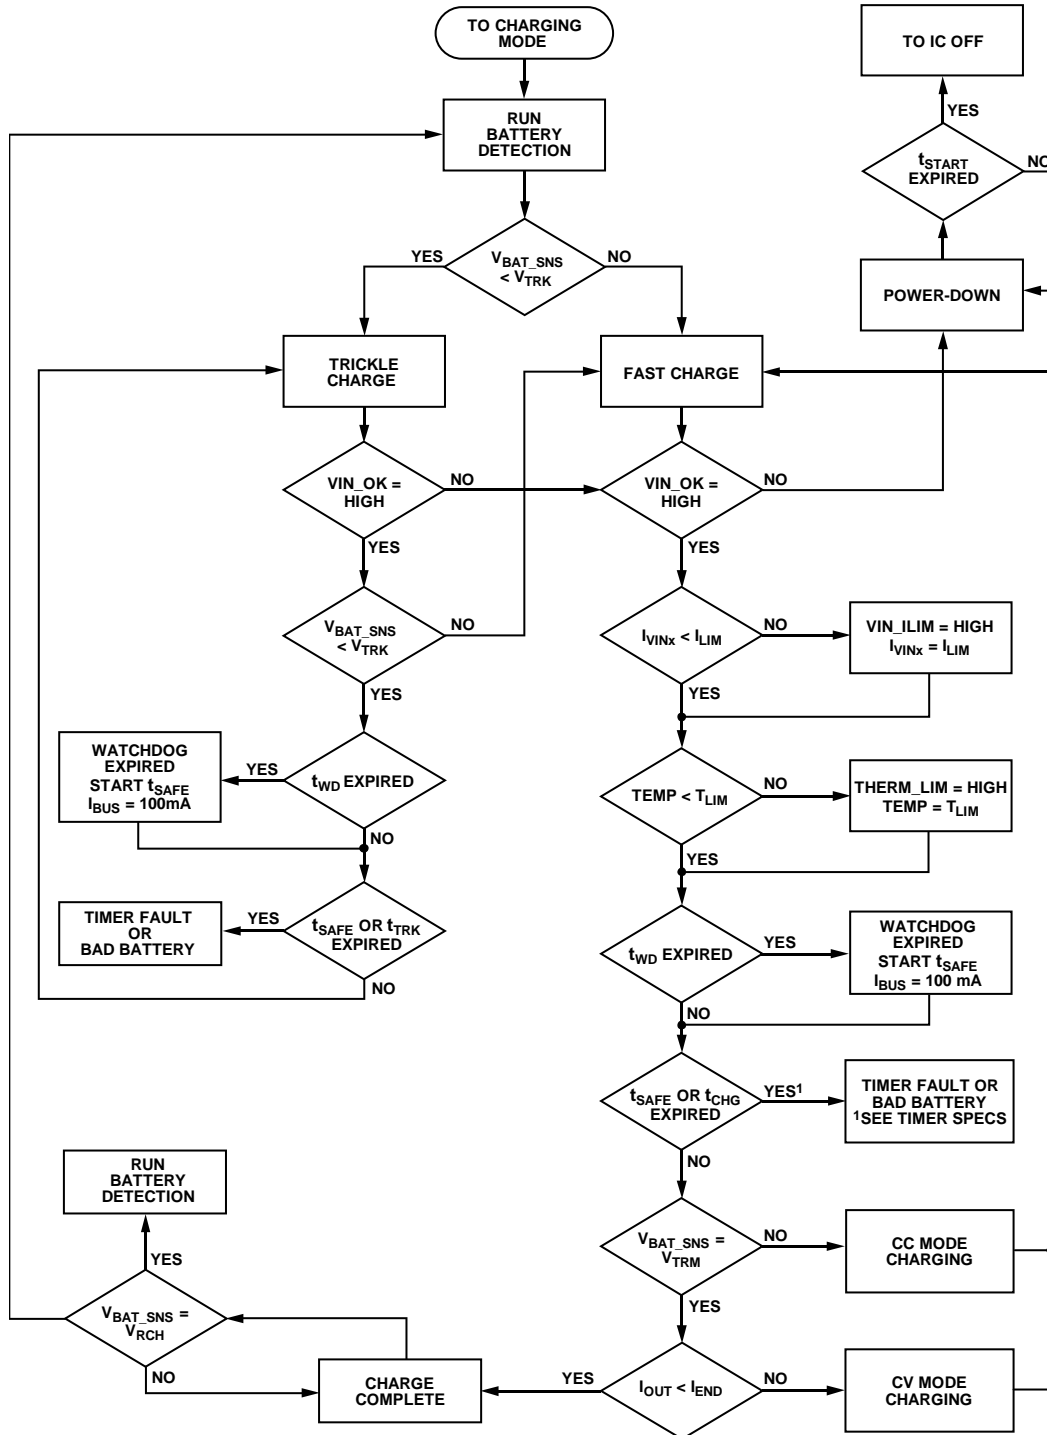 TO CHARGING
MODE
TO IC OFF
YES
RUN
BATTERY
DETECTION
tSTART
EXPIRED
NO
VBAT_SNS
< VTRK
YES
NO
POWER-DOWN
TRICKLE
CHARGE
FAST CHARGE
VIN_OK =
HIGH
NO
YES
VIN_OK =
HIGH
NO
YES
VBAT_SNS
< VTRK
NO
YES
IVINx < ILIM
NO
YES
VIN_ILIM = HIGH
IVINx = ILIM
WATCHDOG
EXPIRED
START tSAFE
IBUS = 100mA
YES
tWD EXPIRED
NO
TEMP < TLIM
NO
YES
THERM_LIM = HIGH
TEMP = TLIM
TIMER FAULT
OR
BAD BATTERY
YES
tSAFE OR tTRK
EXPIRED
NO
tWD EXPIRED
YES
NO
WATCHDOG
EXPIRED
START tSAFE
IBUS = 100 mA
tSAFE OR tCHG
EXPIRED
YES1
NO
TIMER FAULT OR
BAD BATTERY
1SEE TIMER SPECS
RUN
BATTERY
DETECTION
YES
VBAT_SNS =
VTRM
NO
YES
CC MODE
CHARGING
VBAT_SNS =
VRCH
NO
CHARGE
COMPLETE
YES
IOUT < IEND
NO
CV MODE
CHARGING